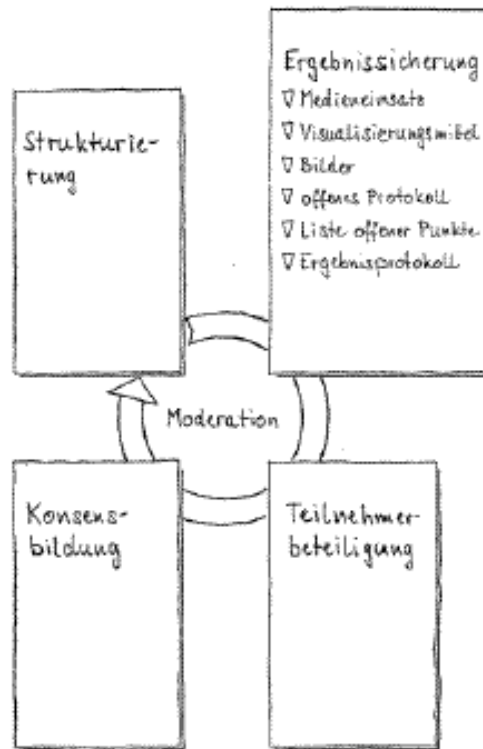 Strukturie-
rung
Ergebnissicherung
▽ Medieneinsatz
▽ Visualisierungsmittel
▽ Bilder
▽ offenes Protokoll
▽ Liste offener Punkte
▽ Ergebnisprotokoll
Moderation
Konsens-
bildung
Teilnehmer-
beteiligung